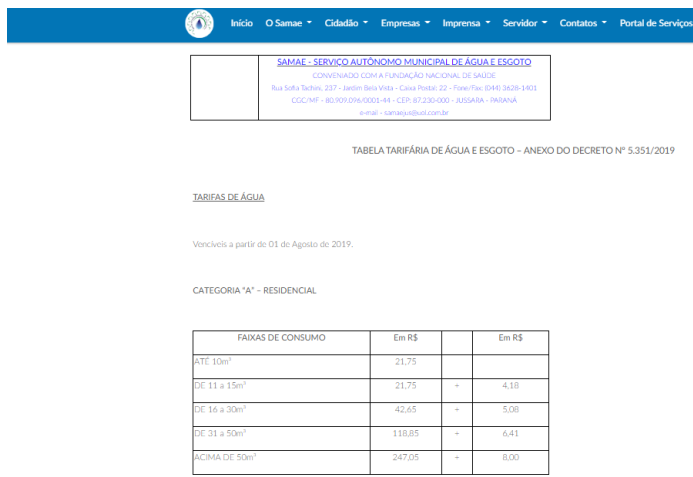 Início O Samae Cidadão Empresas Imprensa Servidor Contatos Portal de Serviços
SAMAE - SERVIÇO AUTÔNOMO MUNICIPAL DE ÁGUA E ESGOTO
CONVENIADO COM A FUNDAÇÃO NACIONAL DE SAÚDE
Rua Sofia Tachini, 237 - Jardim Bela Vista - Caixa Postal: 22 - Fone/Fax: (044) 3628-1401
CGC/MF - 80.909.096/0001-44 - CEP: 87.230-000 - JUSSARA - PARANÁ
e-mail - samaejus@uol.com.br
TABELA TARIFÁRIA DE ÁGUA E ESGOTO – ANEXO DO DECRETO Nº 5.351/2019
TARIFAS DE ÁGUA
Vencíveis a partir de 01 de Agosto de 2019.
CATEGORIA "A" – RESIDENCIAL
FAIXAS DE CONSUMO Em R$ Em R$
ATÉ 10m³ 21,75
DE 11 a 15m³ 21,75 + 4,18
DE 16 a 30m³ 42,65 + 5,08
DE 31 a 50m³ 118,85 + 6,41
ACIMA DE 50m³ 247,05 + 8,00